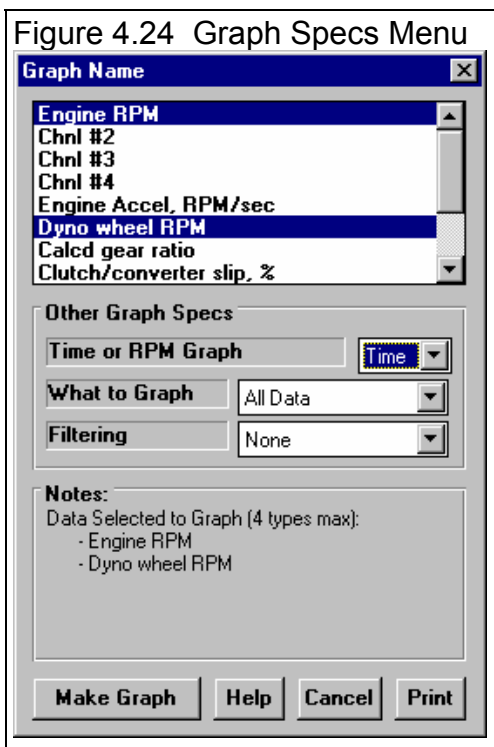 Figure 4.24 Graph Specs Menu
Graph Name
Engine RPM
Chnl #2
Chnl #3
Chnl #4
Engine Accel, RPM/sec
Dyno wheel RPM
Calcd gear ratio
Clutch/converter slip, %
Other Graph Specs
Time or RPM Graph Time
What to Graph All Data
Filtering None
Notes:
Data Selected to Graph (4 types max):
- Engine RPM
- Dyno wheel RPM
Make Graph Help Cancel Print